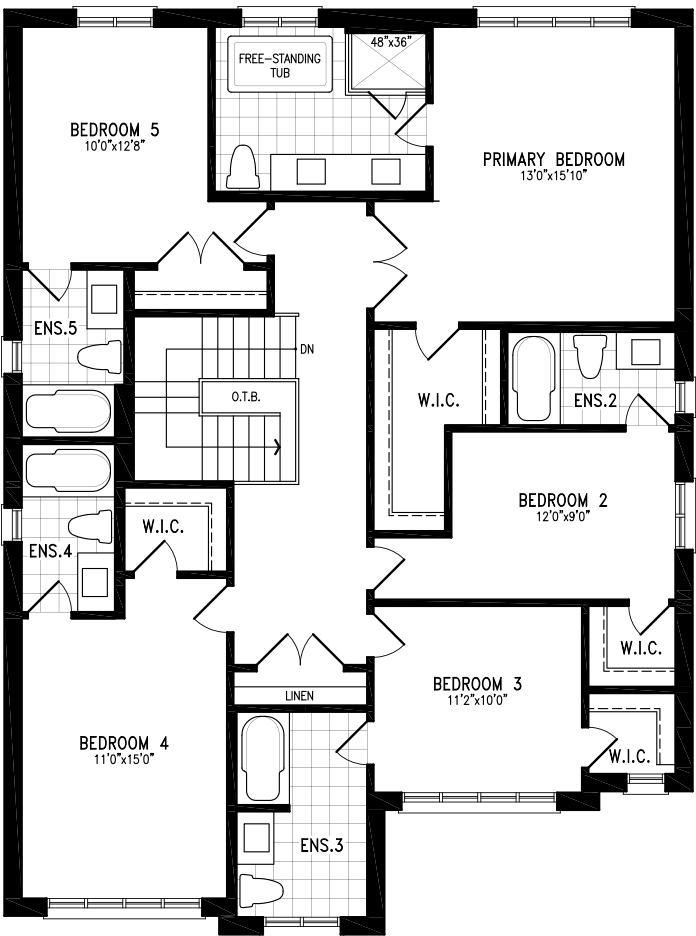 48"x36"
FREE-STANDING
TUB
BEDROOM 5
10'0"x12'8"
PRIMARY BEDROOM
13'0"x15'10"
ENS.5
DN
O.T.B.
W.I.C.
ENS.2
BEDROOM 2
12'0"x9'0"
W.I.C.
ENS.4
W.I.C.
BEDROOM 3
11'2"x10'0"
LINEN
BEDROOM 4
11'0"x15'0"
W.I.C.
ENS.3